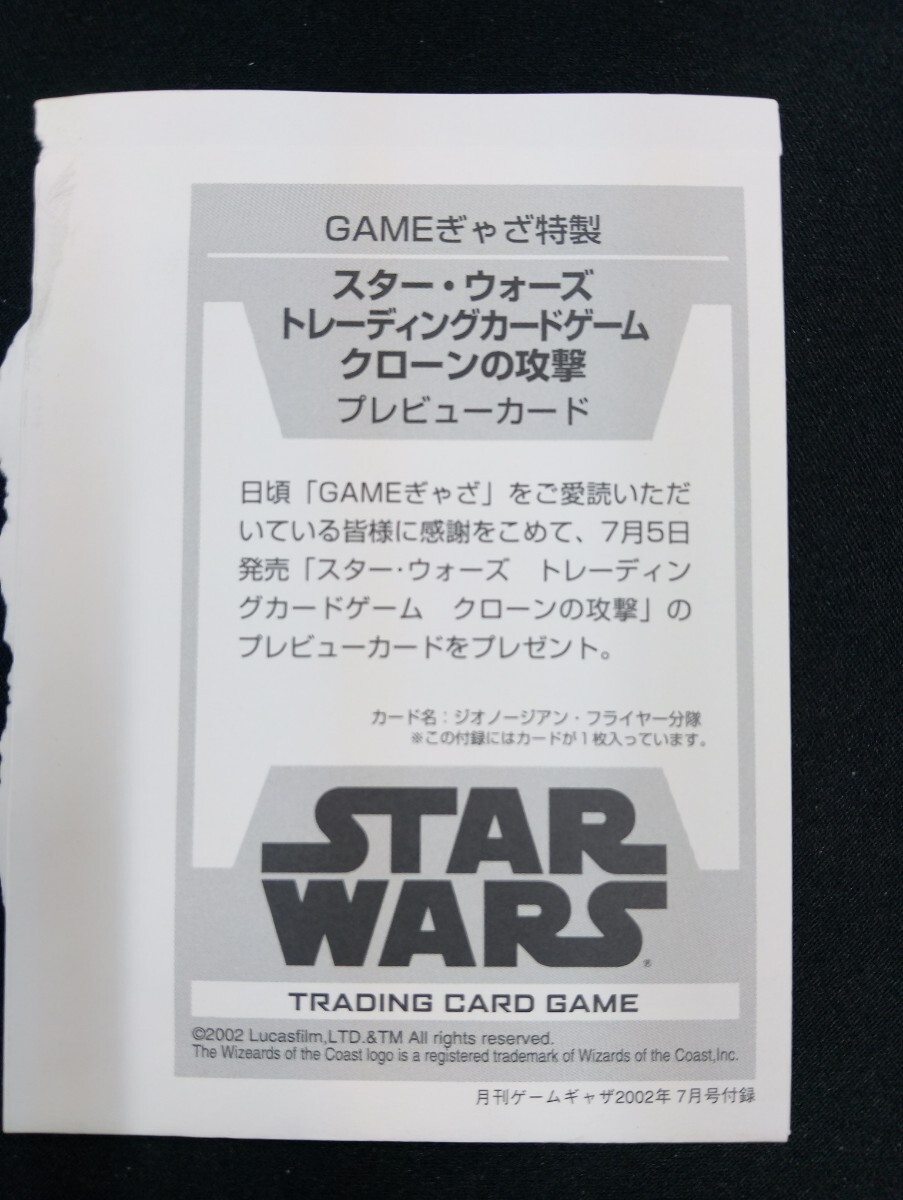 GAMEぎゃざ特製
スター・ウォーズ
トレーディングカードゲーム
クローンの攻撃
プレビューカード
日頃「GAMEぎゃざ」をご愛読いただ
いている皆様に感謝をこめて、7月5日
発売「スター・ウォーズ　トレーディン
グカードゲーム　クローンの攻撃」の
プレビューカードをプレゼント。
カード名：ジオノージアン・フライヤー分隊
※この付録にはカードが1枚入っています。
STAR
WARS®
TRADING CARD GAME
©2002 Lucasfilm,LTD.&TM All rights reserved.
The Wizeards of the Coast logo is a registered trademark of Wizards of the Coast,Inc.
月刊ゲームギャザ2002年 7月号付録